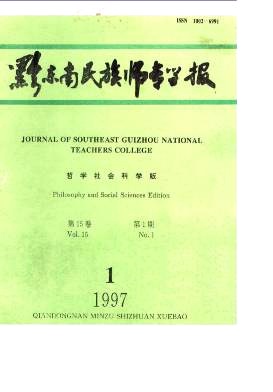 ISSN 1002-6991
黔东南民族师专学报
JOURNAL OF SOUTHEAST GUIZHOU NATIONAL
TEACHERS COLLEGE
哲学社会科学版
Philosophy and Social Sciences Edition
第15卷 第1期
Vol. 15 No. 1
1
1997
QIANDONGNAN MINZU SHIZHUAN XUEBAO